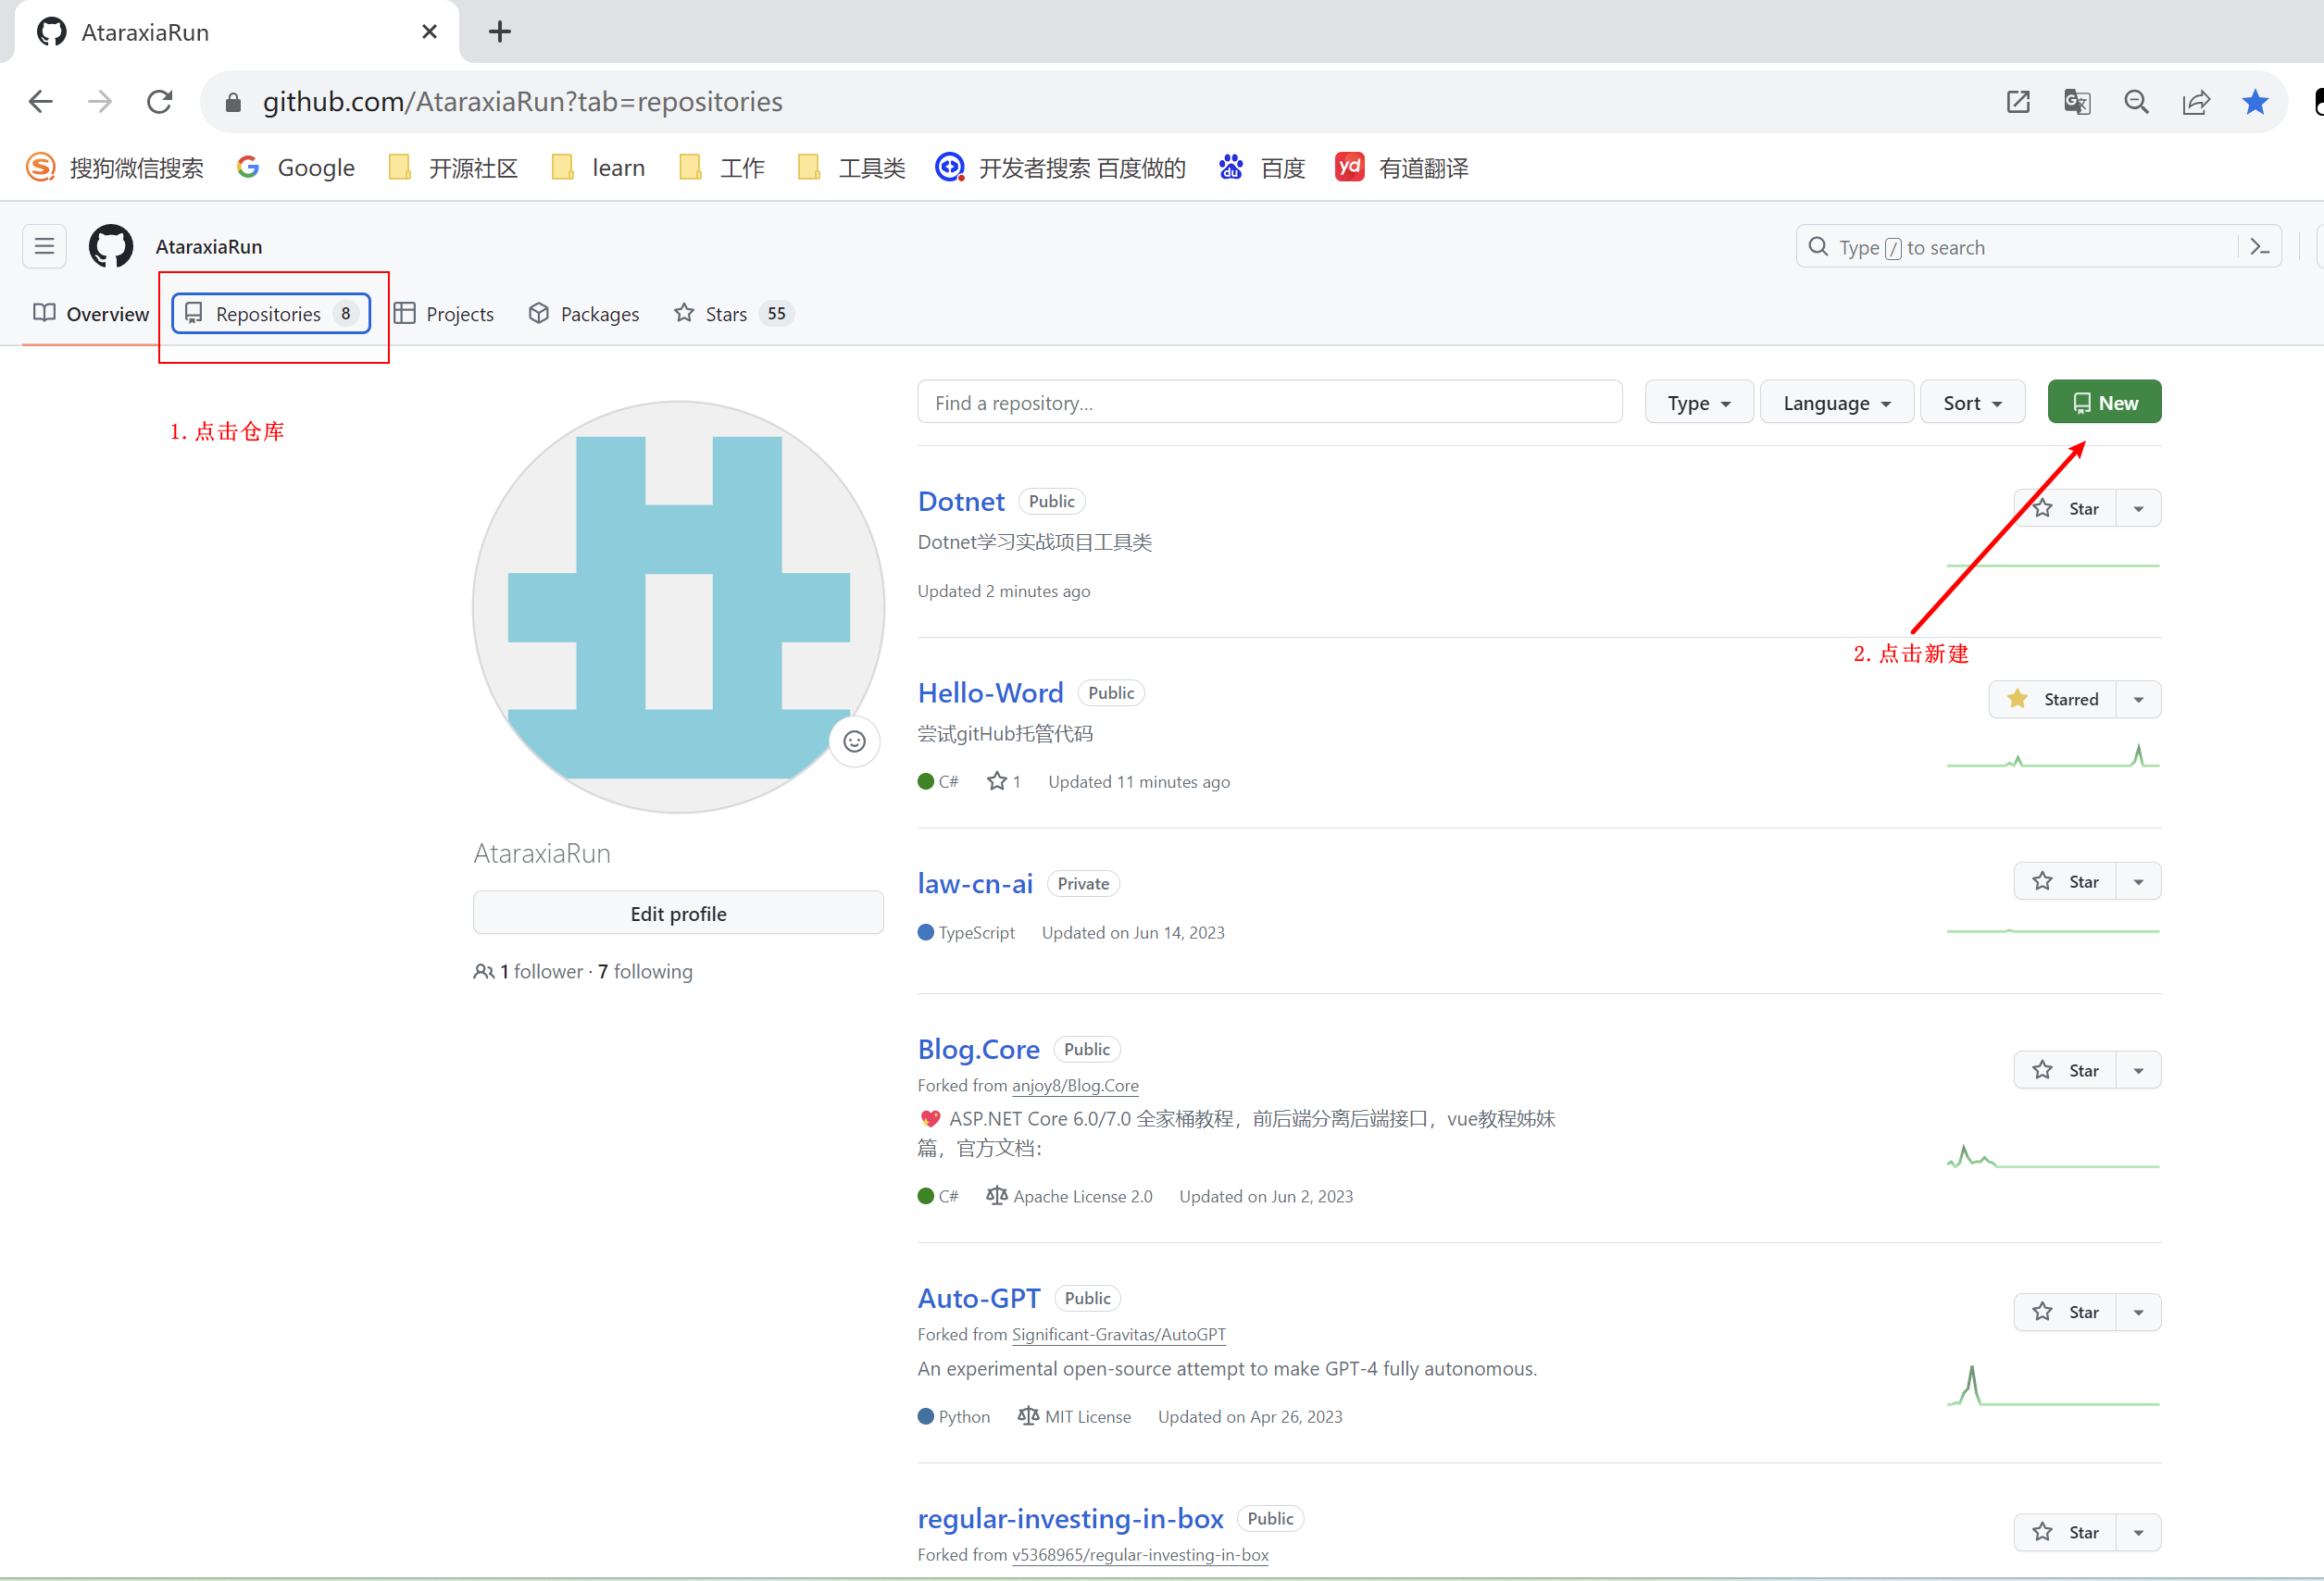 AtaraxiaRun
github.com/AtaraxiaRun?tab=repositories
搜狗微信搜索 Google 开源社区 learn 工作 工具类 开发者搜索 百度做的 du 百度 yd 有道翻译
AtaraxiaRun
Type / to search
Overview Repositories 8 Projects Packages Stars 55
1. 点击仓库
Find a repository... Type Language Sort New
Dotnet Public
Star
Dotnet学习实战项目工具类
Updated 2 minutes ago
2. 点击新建
Hello-Word Public
Starred
尝试gitHub托管代码
C# 1 Updated 11 minutes ago
AtaraxiaRun
Edit profile
1 follower · 7 following
law-cn-ai Private
Star
TypeScript Updated on Jun 14, 2023
Blog.Core Public
Star
Forked from anjoy8/Blog.Core
💖 ASP.NET Core 6.0/7.0 全家桶教程，前后端分离后端接口，vue教程姊妹
篇，官方文档：
C# Apache License 2.0 Updated on Jun 2, 2023
Auto-GPT Public
Star
Forked from Significant-Gravitas/AutoGPT
An experimental open-source attempt to make GPT-4 fully autonomous.
Python MIT License Updated on Apr 26, 2023
regular-investing-in-box Public
Star
Forked from v5368965/regular-investing-in-box